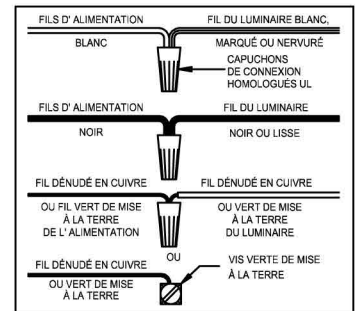 FILS D' ALIMENTATION
FIL DU LUMINAIRE BLANC,
BLANC
MARQUÉ OU NERVURÉ
CAPUCHONS
DE CONNEXION
HOMOLOGUÉS UL
FILS D' ALIMENTATION
FIL DU LUMINAIRE
NOIR
NOIR OU LISSE
FIL DÉNUDÉ EN CUIVRE
FIL DÉNUDÉ EN CUIVRE
OU FIL VERT DE MISE
À LA TERRE
DE L' ALIMENTATION
OU VERT DE MISE
À LA TERRE
DU LUMINAIRE
OU
FIL DÉNUDÉ EN CUIVRE
OU VERT DE MISE
À LA TERRE
VIS VERTE DE MISE
À LA TERRE